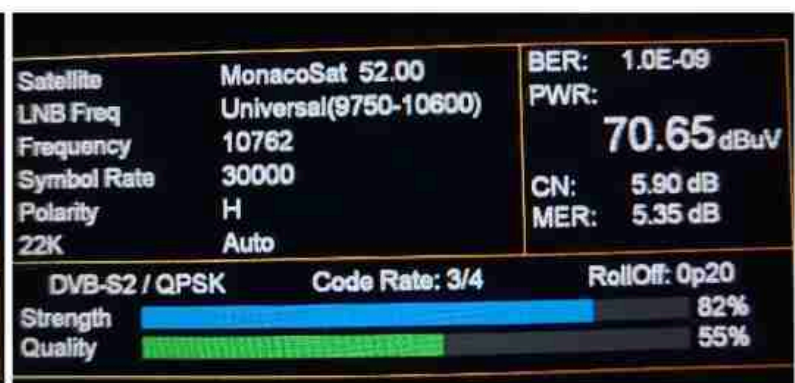 Satellite MonacoSat 52.00
LNB Freq Universal(9750-10600)
Frequency 10762
Symbol Rate 30000
Polarity H
22K Auto
BER: 1.0E-09
PWR:
70.65 dBuV
CN: 5.90 dB
MER: 5.35 dB
DVB-S2 / QPSK Code Rate: 3/4 RollOff: 0p20
Strength 82%
Quality 55%